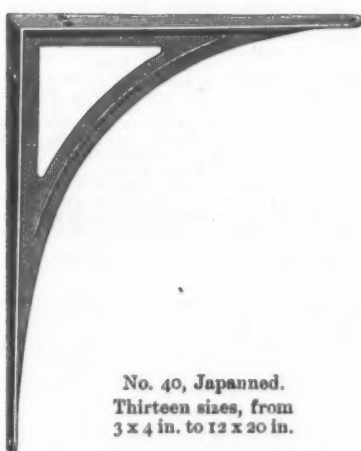 No. 40, Japanned.
Thirteen sizes, from
3 x 4 in. to 12 x 20 in.